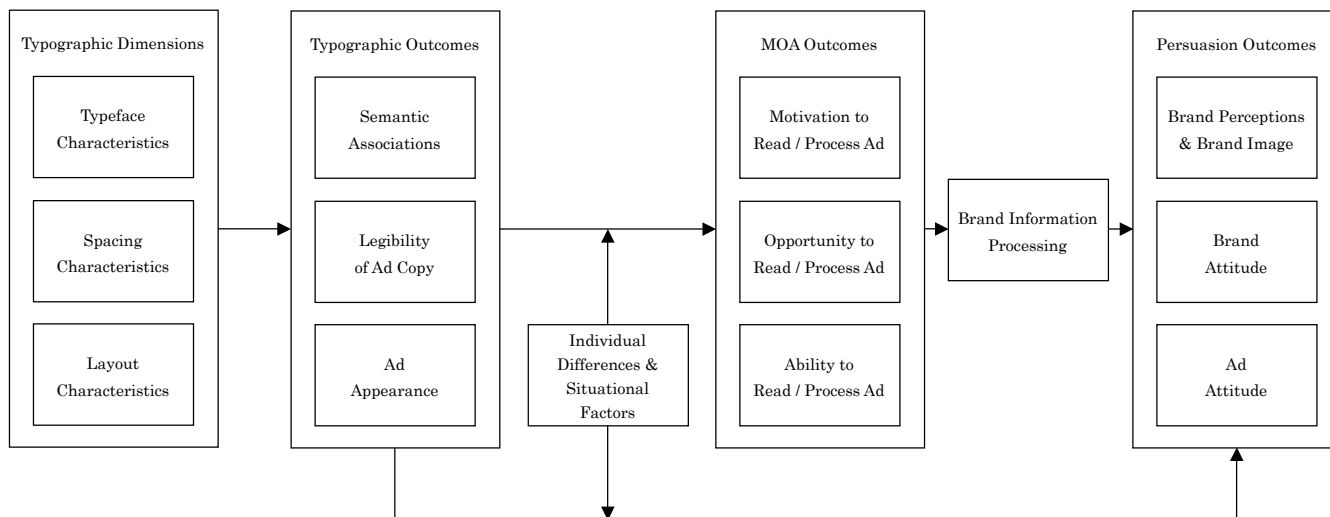 Typographic Dimensions
Typeface
Characteristics
Spacing
Characteristics
Layout
Characteristics
Typographic Outcomes
Semantic
Associations
Legibility
of Ad Copy
Ad
Appearance
Individual
Differences &
Situational
Factors
MOA Outcomes
Motivation to
Read / Process Ad
Opportunity to
Read / Process Ad
Ability to
Read / Process Ad
Brand Information
Processing
Persuasion Outcomes
Brand Perceptions
& Brand Image
Brand
Attitude
Ad
Attitude